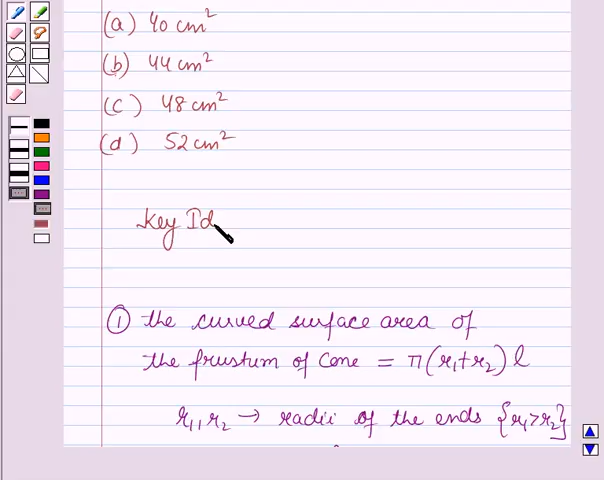 (a) 40 cm²
(b) 44 cm²
(c) 48 cm²
(d) 52 cm²
Key Id
① the curved surface area of
the frustum of Cone = π(r₁+r₂) l
r₁, r₂ → radii of the ends {r₁>r₂}